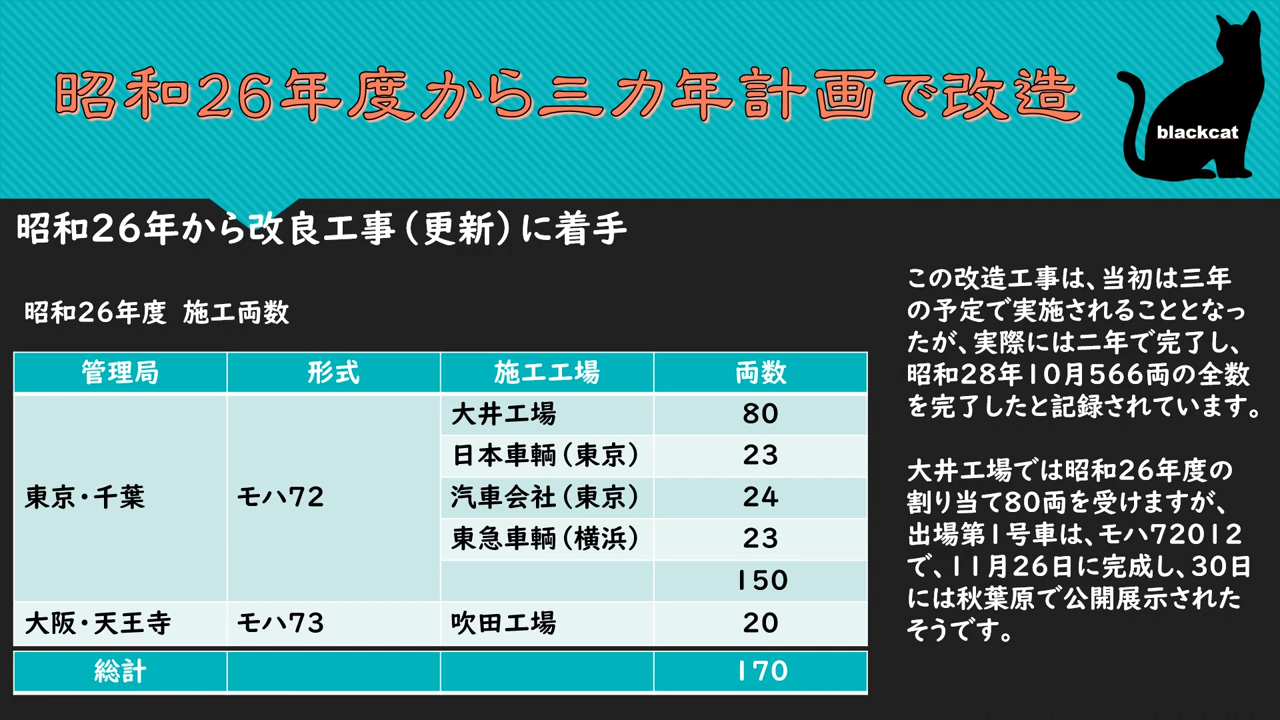 昭和26年度から三カ年計画で改造
blackcat
昭和26年から改良工事（更新）に着手
昭和26年度 施工両数
管理局 形式 施工工場 両数
東京・千葉 モハ72 大井工場 80
日本車輌（東京） 23
汽車会社（東京） 24
東急車輌（横浜） 23
150
大阪・天王寺 モハ73 吹田工場 20
総計 170
この改造工事は、当初は三年
の予定で実施されることとなっ
たが、実際には二年で完了し、
昭和28年10月566両の全数
を完了したと記録されています。
大井工場では昭和26年度の
割り当て80両を受けますが、
出場第1号車は、モハ72012
で、11月26日に完成し、30日
には秋葉原で公開展示された
そうです。